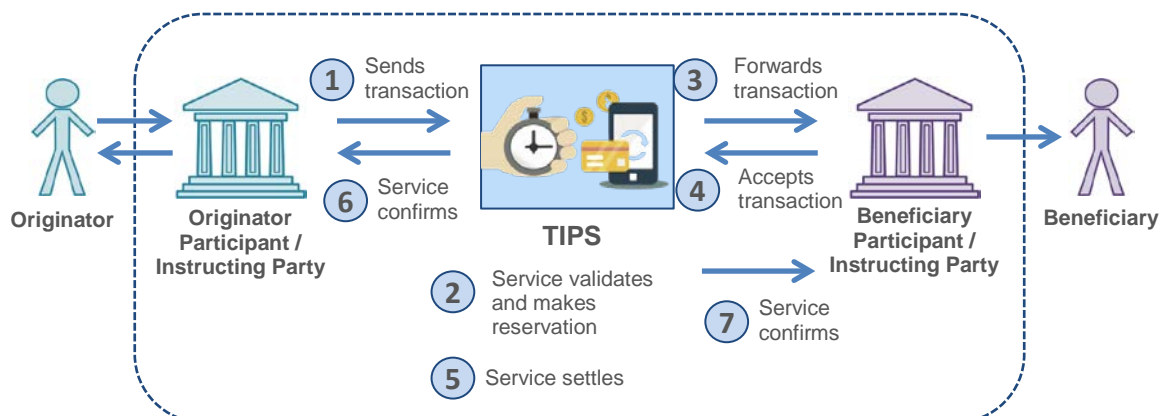 1
Sends
transaction
3
Forwards
transaction
6
Service
confirms
4
Accepts
transaction
Originator
Originator
Participant /
Instructing Party
TIPS
Beneficiary
Participant /
Instructing Party
Beneficiary
2
Service validates
and makes
reservation
7
Service
confirms
5
Service settles